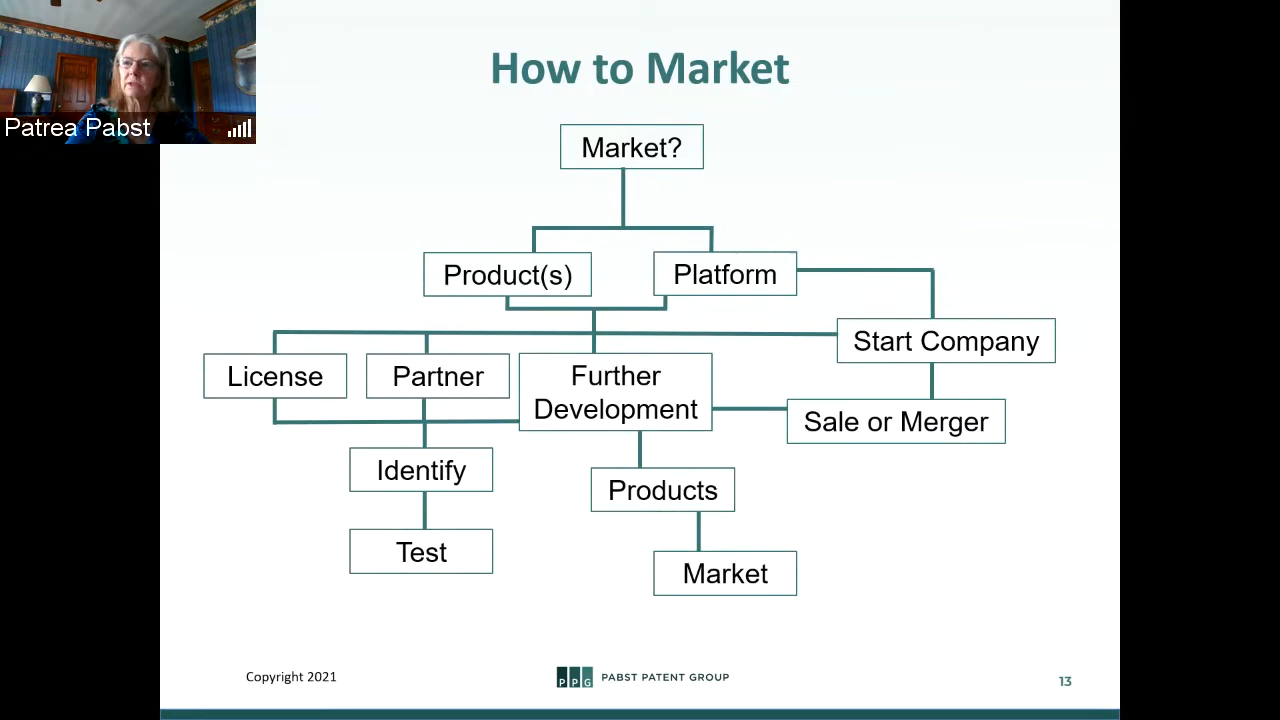 Patrea Pabst
How to Market
Market?
Product(s)
Platform
Start Company
License
Partner
Further
Development
Sale or Merger
Identify
Products
Test
Market
Copyright 2021
PPG
PABST PATENT GROUP
13